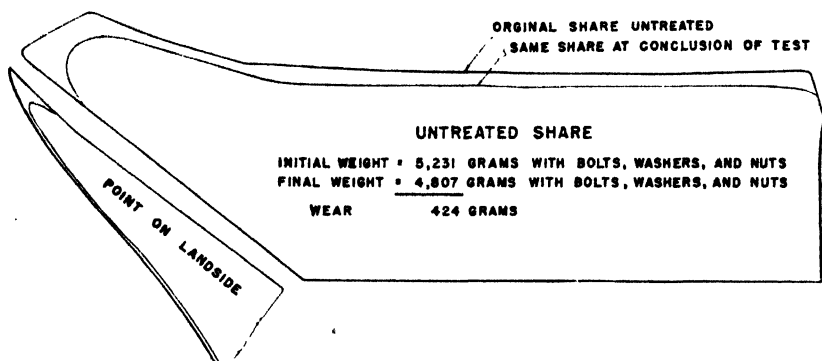 ORGINAL SHARE UNTREATED
SAME SHARE AT CONCLUSION OF TEST
UNTREATED SHARE
INITIAL WEIGHT = 5,231 GRAMS WITH BOLTS, WASHERS, AND NUTS
FINAL WEIGHT = 4,807 GRAMS WITH BOLTS, WASHERS, AND NUTS
WEAR 424 GRAMS
POINT ON LANDSIDE